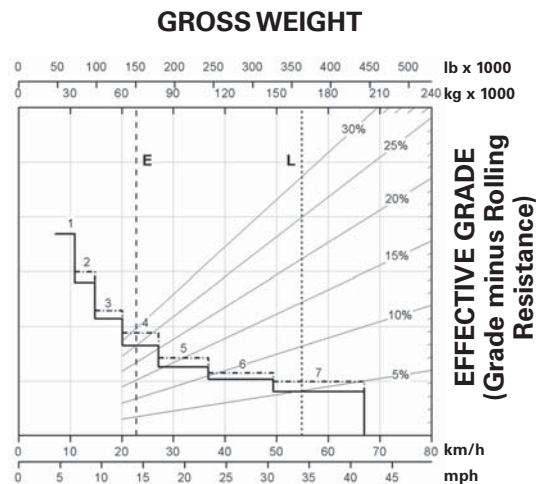 GROSS WEIGHT
0 50 100 150 200 250 300 350 400 450 500 lb x 1000
0 30 60 90 120 150 180 210 240 kg x 1000
E L 30%
25%
20%
15%
10%
5%
1
2
3
4
5
6
7
EFFECTIVE GRADE
(Grade minus Rolling
Resistance)
0 10 20 30 40 50 60 70 80 km/h
0 5 10 15 20 25 30 35 40 45 mph